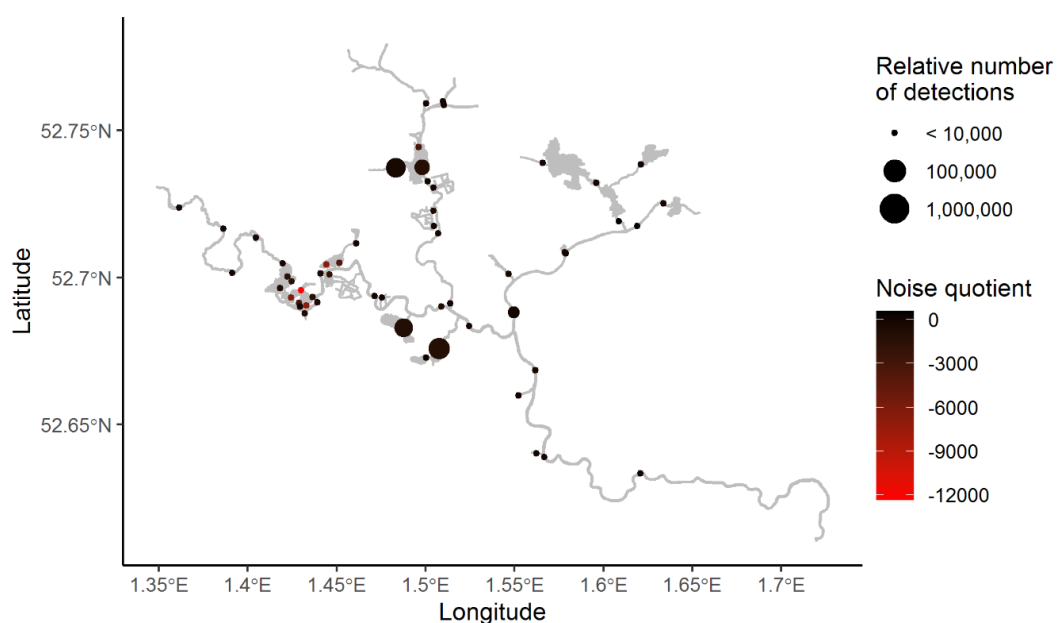 Latitude
52.75°N
52.7°N
52.65°N
1.35°E
1.4°E
1.45°E
1.5°E
1.55°E
1.6°E
1.65°E
1.7°E
Longitude
Relative number
of detections
< 10,000
100,000
1,000,000
Noise quotient
0
-3000
-6000
-9000
-12000